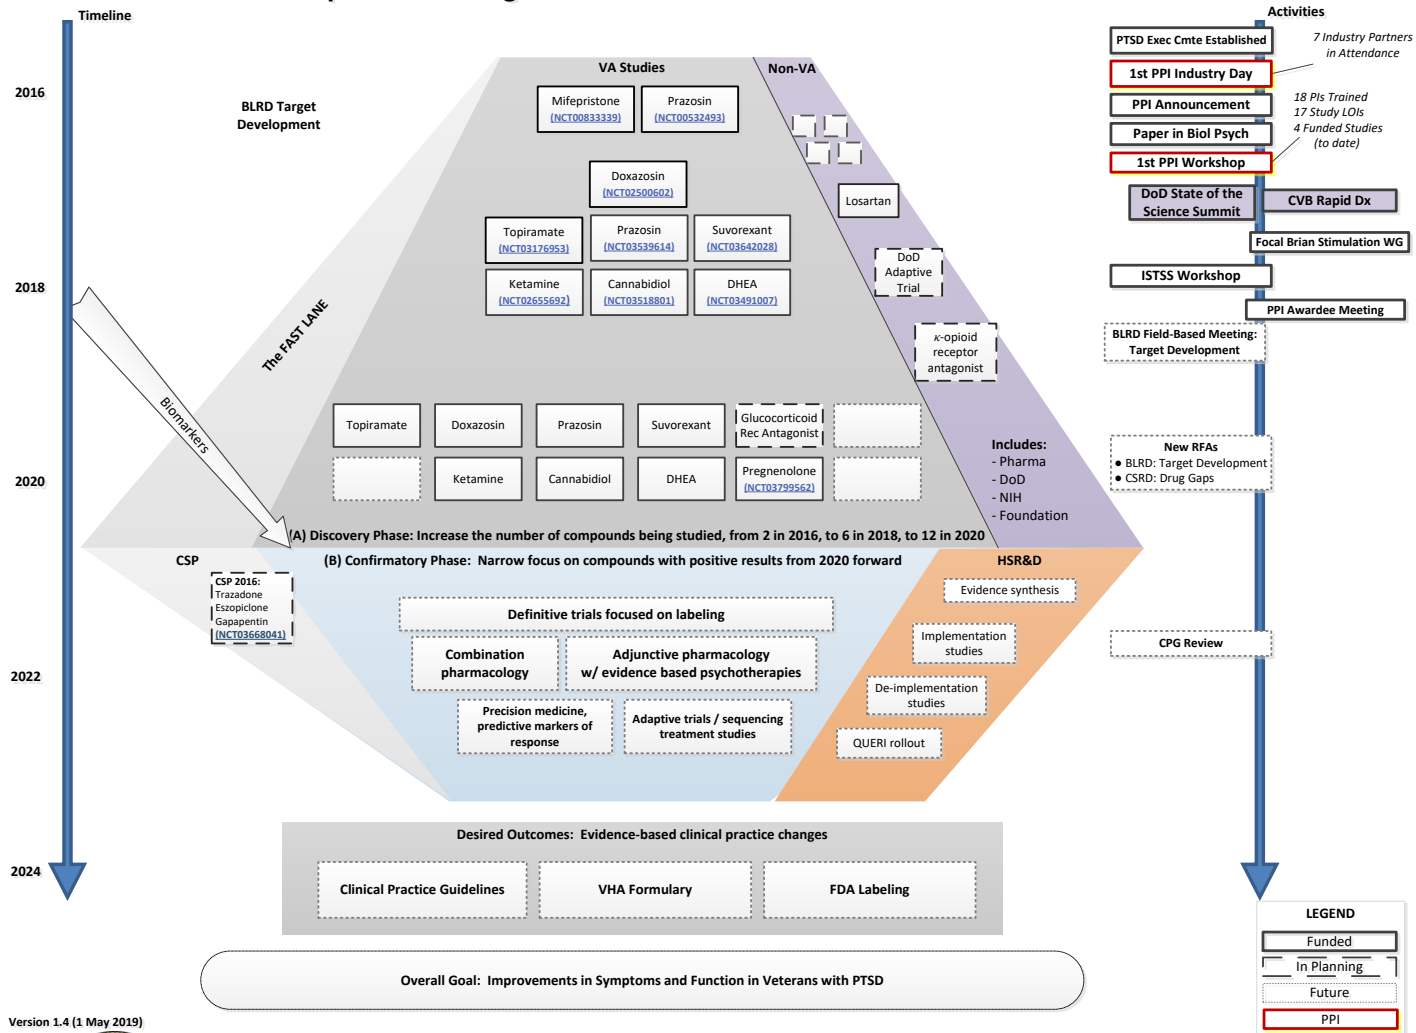 Timeline
Activities
VA Studies
Non-VA
BLRD Target
Development
2016
2018
2020
2022
2024
Mifepristone
(NCT00833339)
Prazosin
(NCT00532493)
Doxazosin
(NCT02500602)
Topiramate
(NCT03176953)
Prazosin
(NCT03539614)
Suvorexant
(NCT03642028)
Ketamine
(NCT02655692)
Cannabidiol
(NCT03518801)
DHEA
(NCT03491007)
Losartan
DoD
Adaptive
Trial
κ-opioid
receptor
antagonist
The FAST LANE
Biomarkers
Topiramate
Doxazosin
Prazosin
Suvorexant
Glucocorticoid
Rec Antagonist
Ketamine
Cannabidiol
DHEA
Pregnenolone
(NCT03799562)
Includes:
- Pharma
- DoD
- NIH
- Foundation
(A) Discovery Phase: Increase the number of compounds being studied, from 2 in 2016, to 6 in 2018, to 12 in 2020
CSP
(B) Confirmatory Phase: Narrow focus on compounds with positive results from 2020 forward
HSR&D
CSP 2016:
Trazadone
Eszopiclone
Gapapentin
(NCT03668041)
Definitive trials focused on labeling
Combination
pharmacology
Adjunctive pharmacology
w/ evidence based psychotherapies
Precision medicine,
predictive markers of
response
Adaptive trials / sequencing
treatment studies
Evidence synthesis
Implementation
studies
De-implementation
studies
QUERI rollout
Desired Outcomes: Evidence-based clinical practice changes
Clinical Practice Guidelines
VHA Formulary
FDA Labeling
Overall Goal: Improvements in Symptoms and Function in Veterans with PTSD
Version 1.4 (1 May 2019)
PTSD Exec Cmte Established
7 Industry Partners
in Attendance
1st PPI Industry Day
PPI Announcement
18 PIs Trained
17 Study LOIs
4 Funded Studies
(to date)
Paper in Biol Psych
1st PPI Workshop
DoD State of the
Science Summit
CVB Rapid Dx
Focal Brian Stimulation WG
ISTSS Workshop
PPI Awardee Meeting
BLRD Field-Based Meeting:
Target Development
New RFAs
● BLRD: Target Development
● CSRD: Drug Gaps
CPG Review
LEGEND
Funded
In Planning
Future
PPI